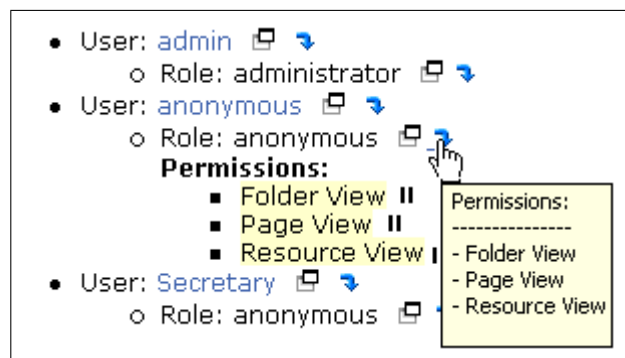 User: admin
Role: administrator
User: anonymous
Role: anonymous
Permissions:
Folder View
Page View
Resource View
User: Secretary
Role: anonymous
Permissions:
---------------
- Folder View
- Page View
- Resource View